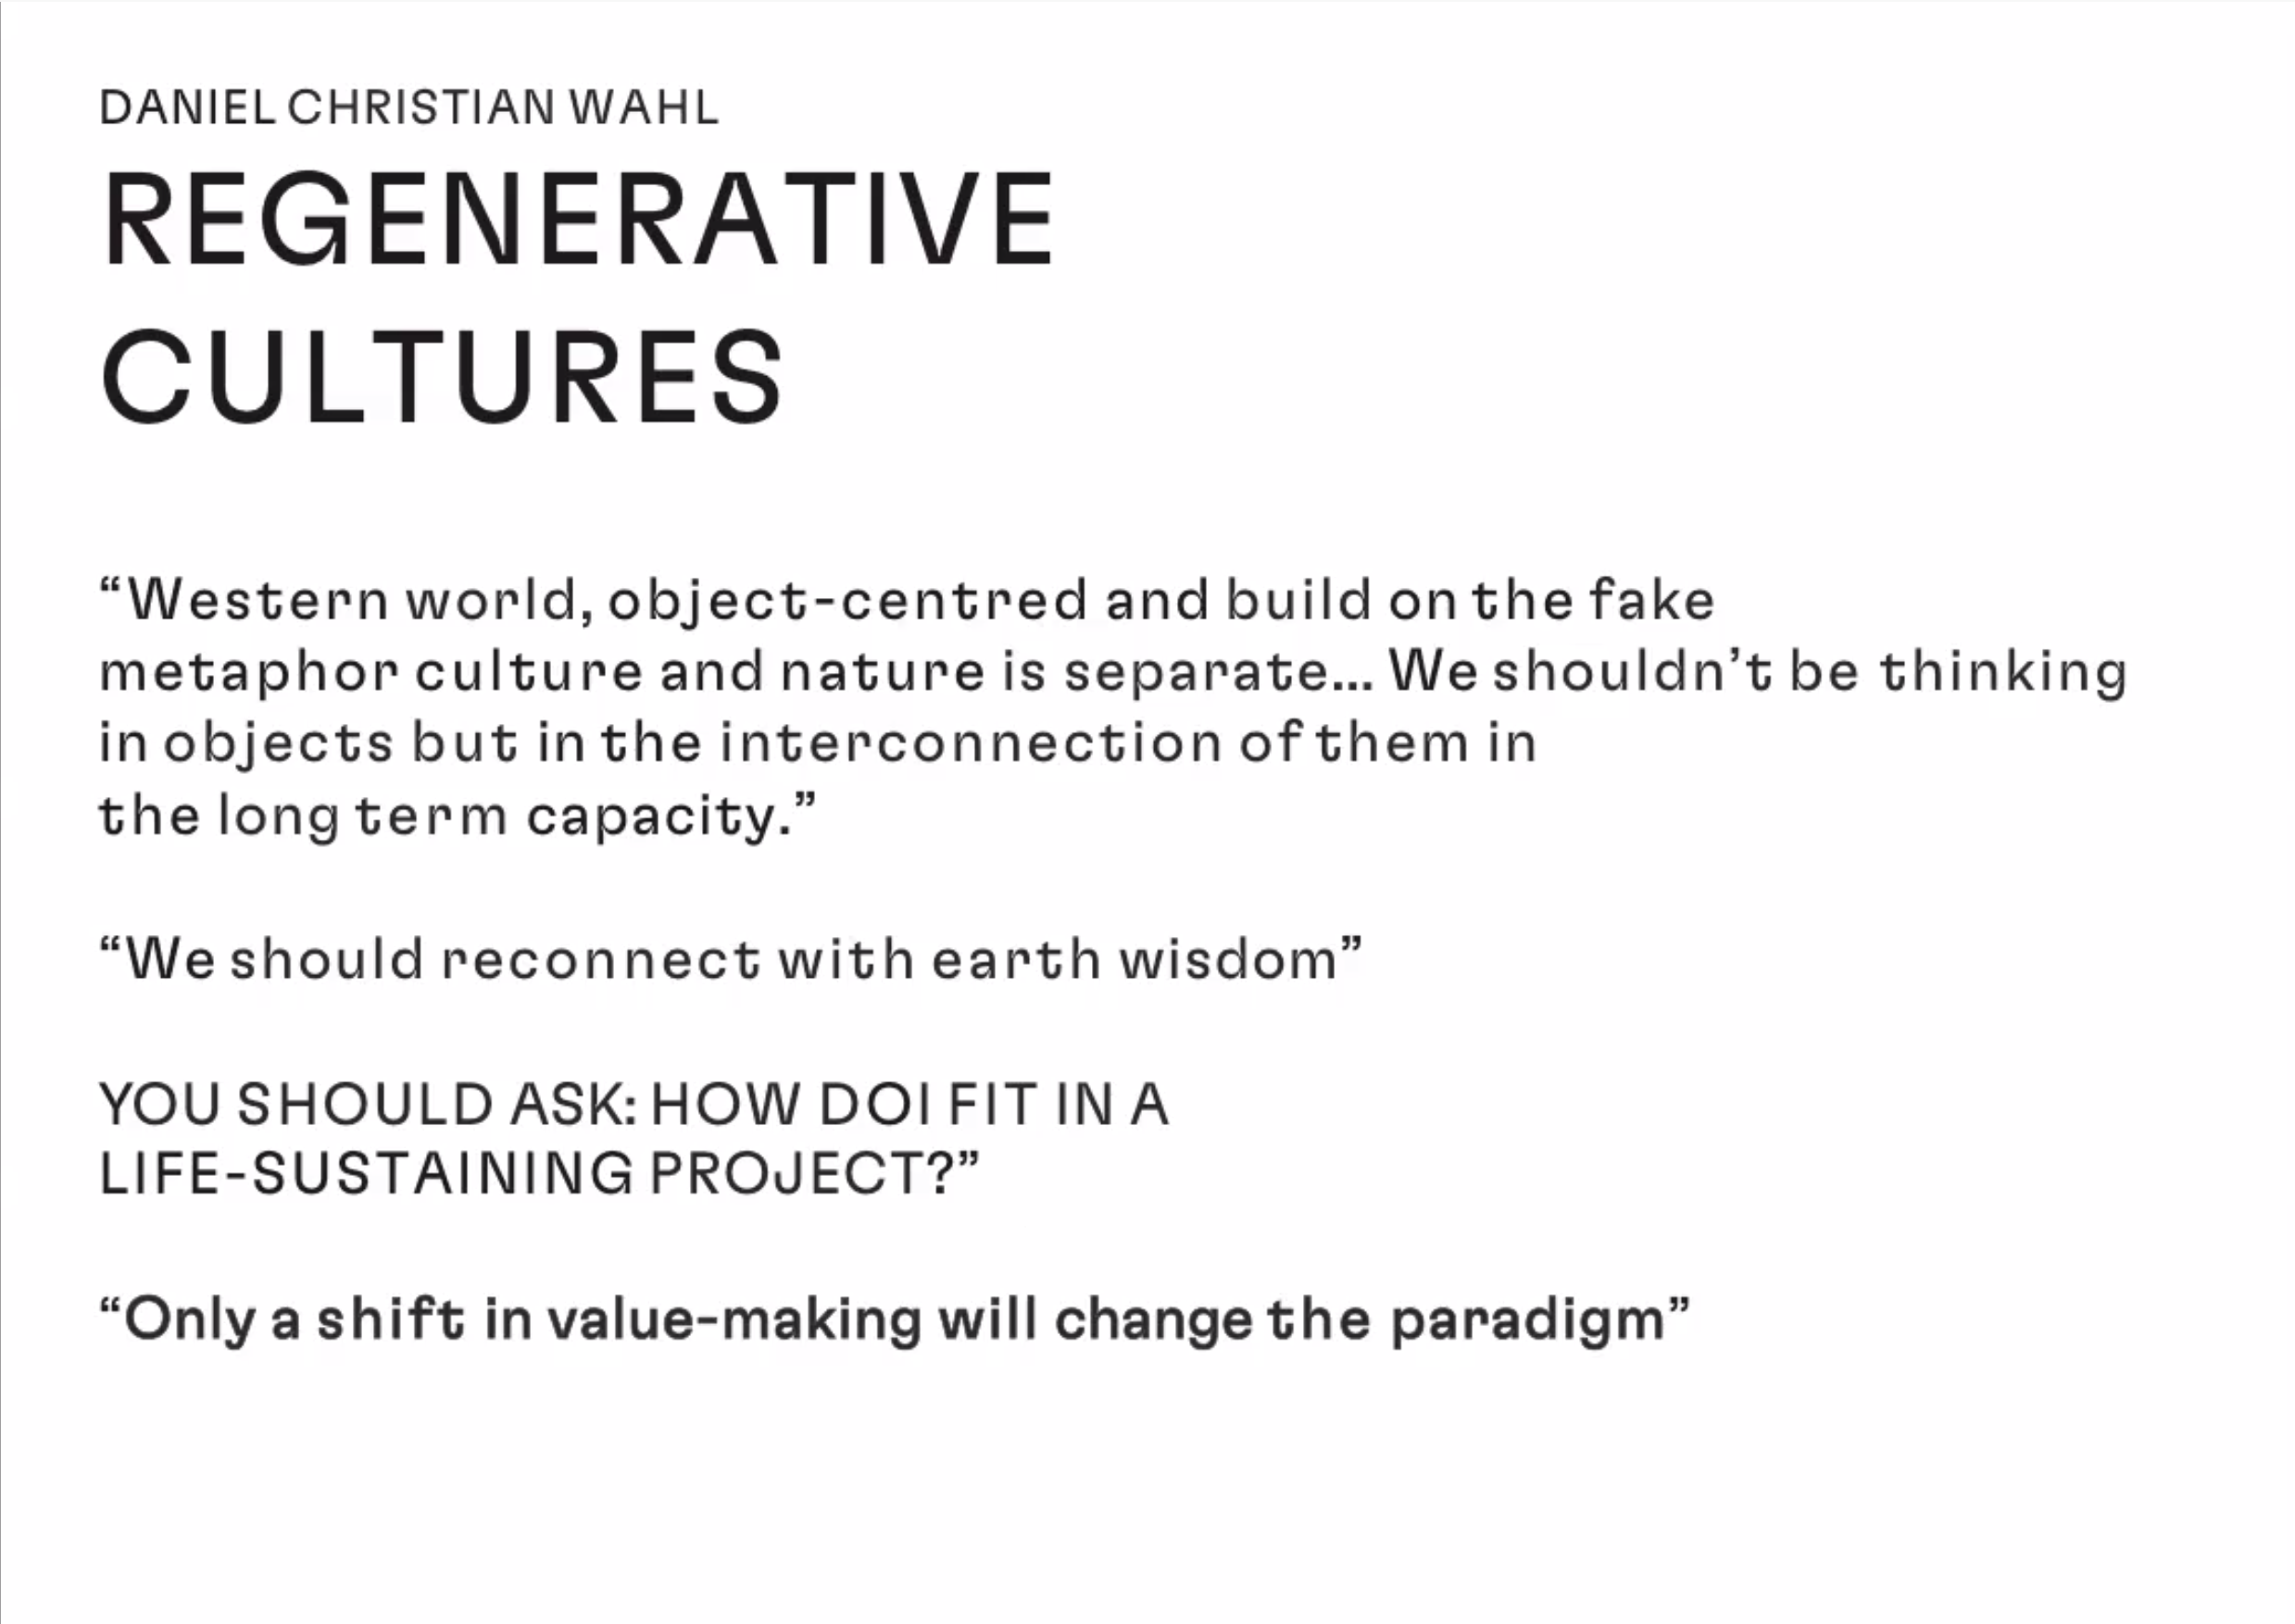 DANIEL CHRISTIAN WAHL
REGENERATIVE
CULTURES
“Western world, object-centred and build on the fake
metaphor culture and nature is separate... We shouldn’t be thinking
in objects but in the interconnection of them in
the long term capacity.”
“We should reconnect with earth wisdom”
YOU SHOULD ASK: HOW DO I FIT IN A
LIFE-SUSTAINING PROJECT?”
“Only a shift in value-making will change the paradigm”